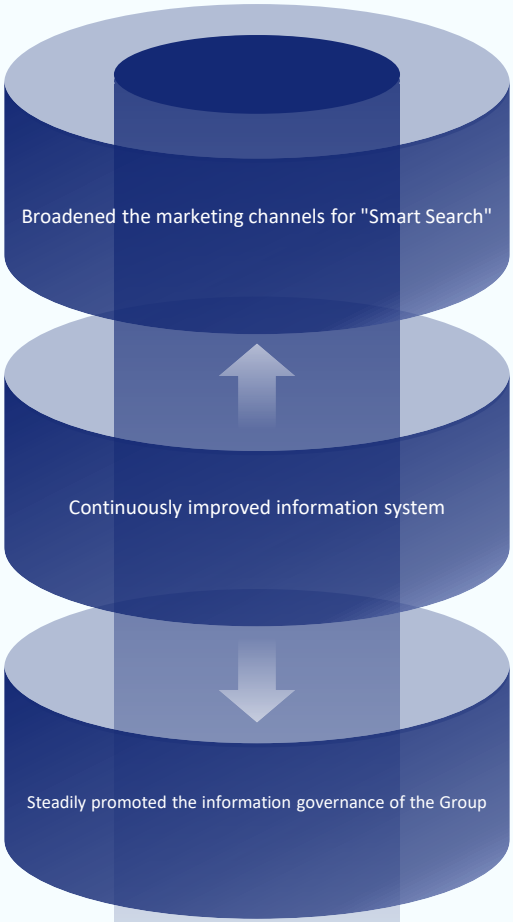 Broadened the marketing channels for "Smart Search"
Continuously improved information system
Steadily promoted the information governance of the Group